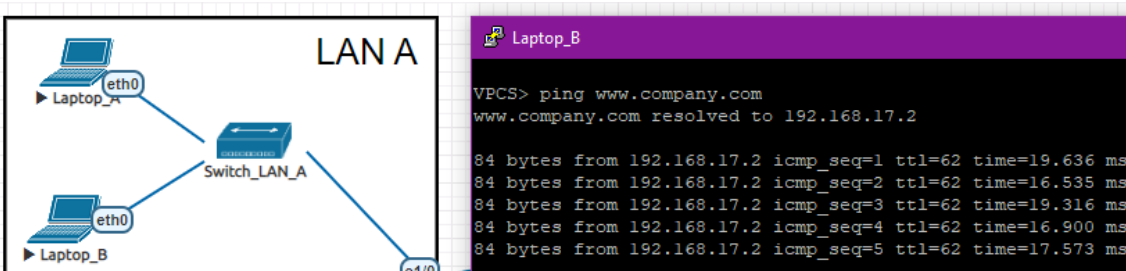 LAN A
eth0
Laptop_A
Switch_LAN_A
eth0
Laptop_B
Laptop_B
VPCS> ping www.company.com
www.company.com resolved to 192.168.17.2
84 bytes from 192.168.17.2 icmp_seq=1 ttl=62 time=19.636 ms
84 bytes from 192.168.17.2 icmp_seq=2 ttl=62 time=16.535 ms
84 bytes from 192.168.17.2 icmp_seq=3 ttl=62 time=19.316 ms
84 bytes from 192.168.17.2 icmp_seq=4 ttl=62 time=16.900 ms
84 bytes from 192.168.17.2 icmp_seq=5 ttl=62 time=17.573 ms